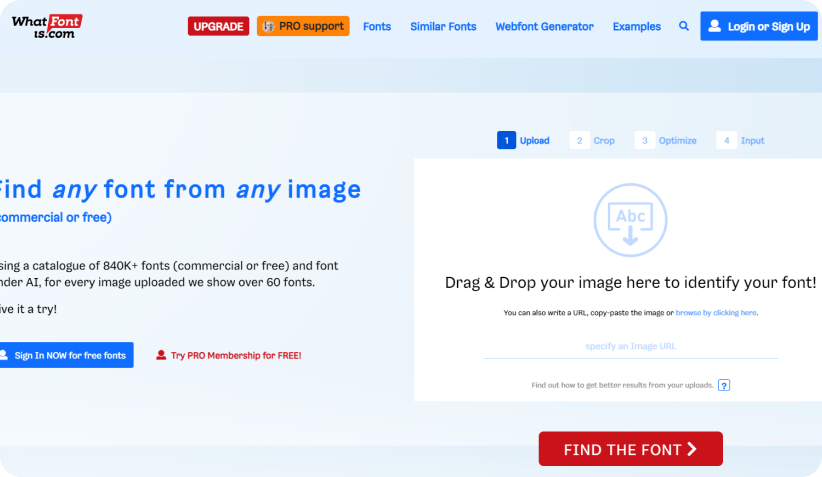 What Font
is.com
UPGRADE PRO support Fonts Similar Fonts Webfont Generator Examples Login or Sign Up
1 Upload 2 Crop 3 Optimize 4 Input
Find any font from any image
commercial or free)
Abc
sing a catalogue of 840K+ fonts (commercial or free) and font
nder AI, for every image uploaded we show over 60 fonts.
ive it a try!
Drag & Drop your image here to identify your font!
You can also write a URL, copy-paste the image or browse by clicking here.
specify an Image URL
Sign In NOW for free fonts Try PRO Membership for FREE!
Find out how to get better results from your uploads. ?
FIND THE FONT